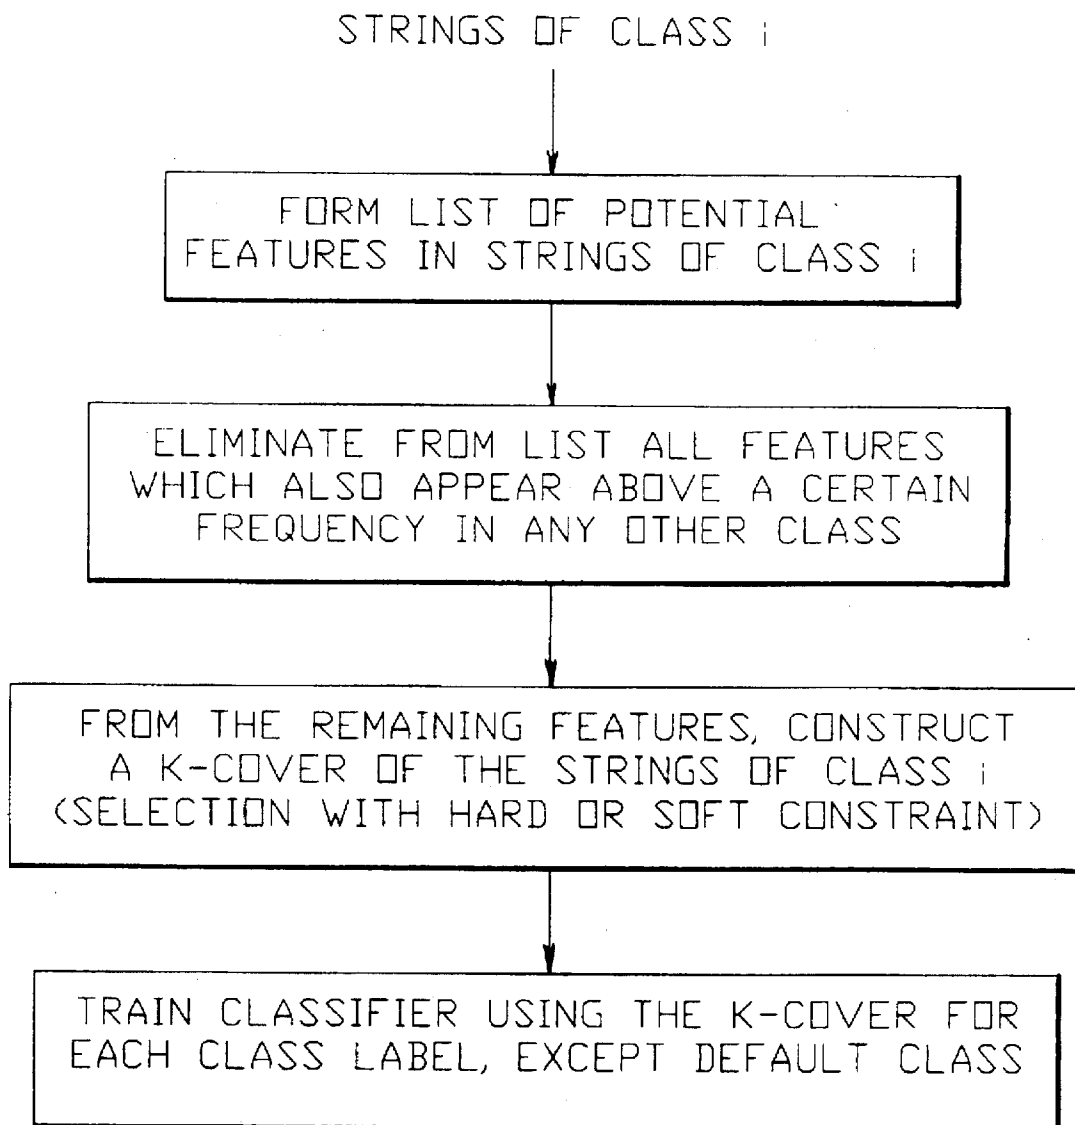 STRINGS OF CLASS i
FORM LIST OF POTENTIAL
FEATURES IN STRINGS OF CLASS i
ELIMINATE FROM LIST ALL FEATURES
WHICH ALSO APPEAR ABOVE A CERTAIN
FREQUENCY IN ANY OTHER CLASS
FROM THE REMAINING FEATURES, CONSTRUCT
A K-COVER OF THE STRINGS OF CLASS i
(SELECTION WITH HARD OR SOFT CONSTRAINT)
TRAIN CLASSIFIER USING THE K-COVER FOR
EACH CLASS LABEL, EXCEPT DEFAULT CLASS